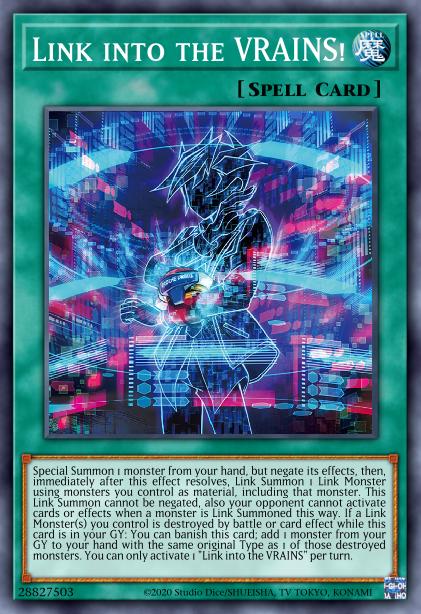 Link into the VRAINS!
魔
[Spell Card]
Special Summon 1 monster from your hand, but negate its effects, then,
immediately after this effect resolves, Link Summon 1 Link Monster
using monsters you control as material, including that monster. This
Link Summon cannot be negated, also your opponent cannot activate
cards or effects when a monster is Link Summoned this way. If a Link
Monster(s) you control is destroyed by battle or card effect while this
card is in your GY: You can banish this card; add 1 monster from your
GY to your hand with the same original Type as 1 of those destroyed
monsters. You can only activate 1 "Link into the VRAINS" per turn.
28827503
©2020 Studio Dice/SHUEISHA, TV TOKYO, KONAMI